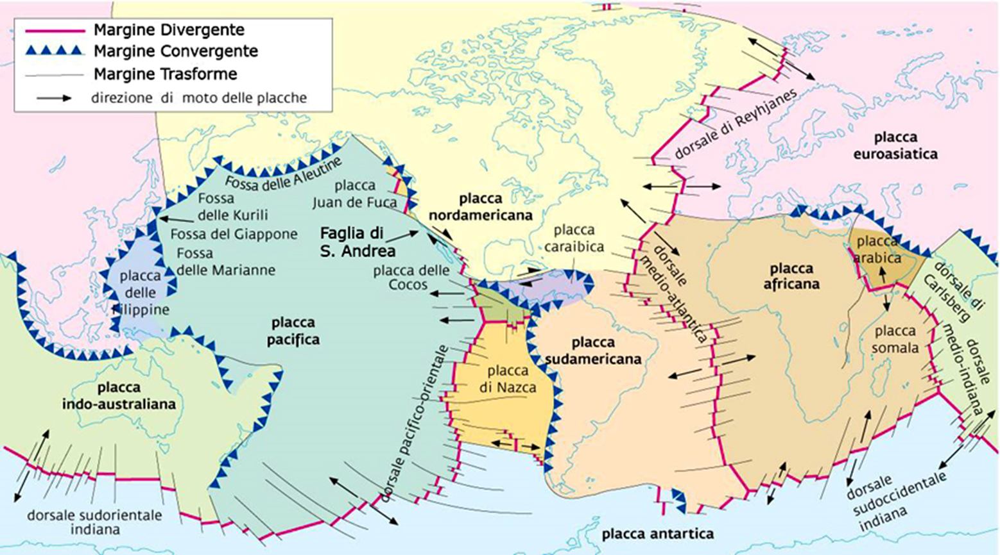 Margine Divergente
Margine Convergente
Margine Trasforme
direzione di moto delle placche
dorsale di Reyhjanes
placca
euroasiatica
Fossa delle Aleutine
placca
Juan de Fuca
Fossa
delle Kurili
Fossa del Giappone
Fossa
delle Marianne
Faglia di
S. Andrea
placca
nordamericana
placca
caraibica
placca delle
Cocos
placca
delle
Filippine
placca
pacifica
dorsale
medio-atlantica
placca
africana
placca
arabica
dorsale di
Carlsberg
placca
somala
dorsale
medio-indiana
placca
sudamericana
placca
di Nazca
placca
indo-australiana
dorsale pacifico-orientale
dorsale sudorientale
indiana
dorsale
sudoccidentale
indiana
placca antartica